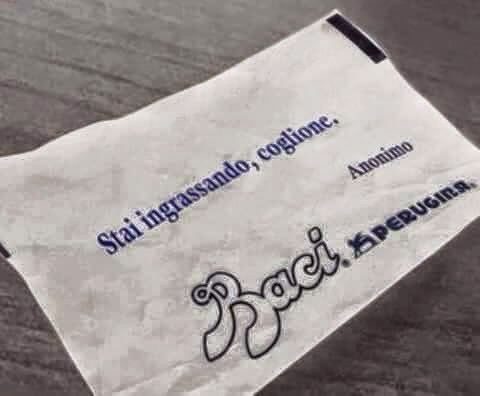 Stai ingrassando, coglione.
Anonimo
Baci® PERUGINA®